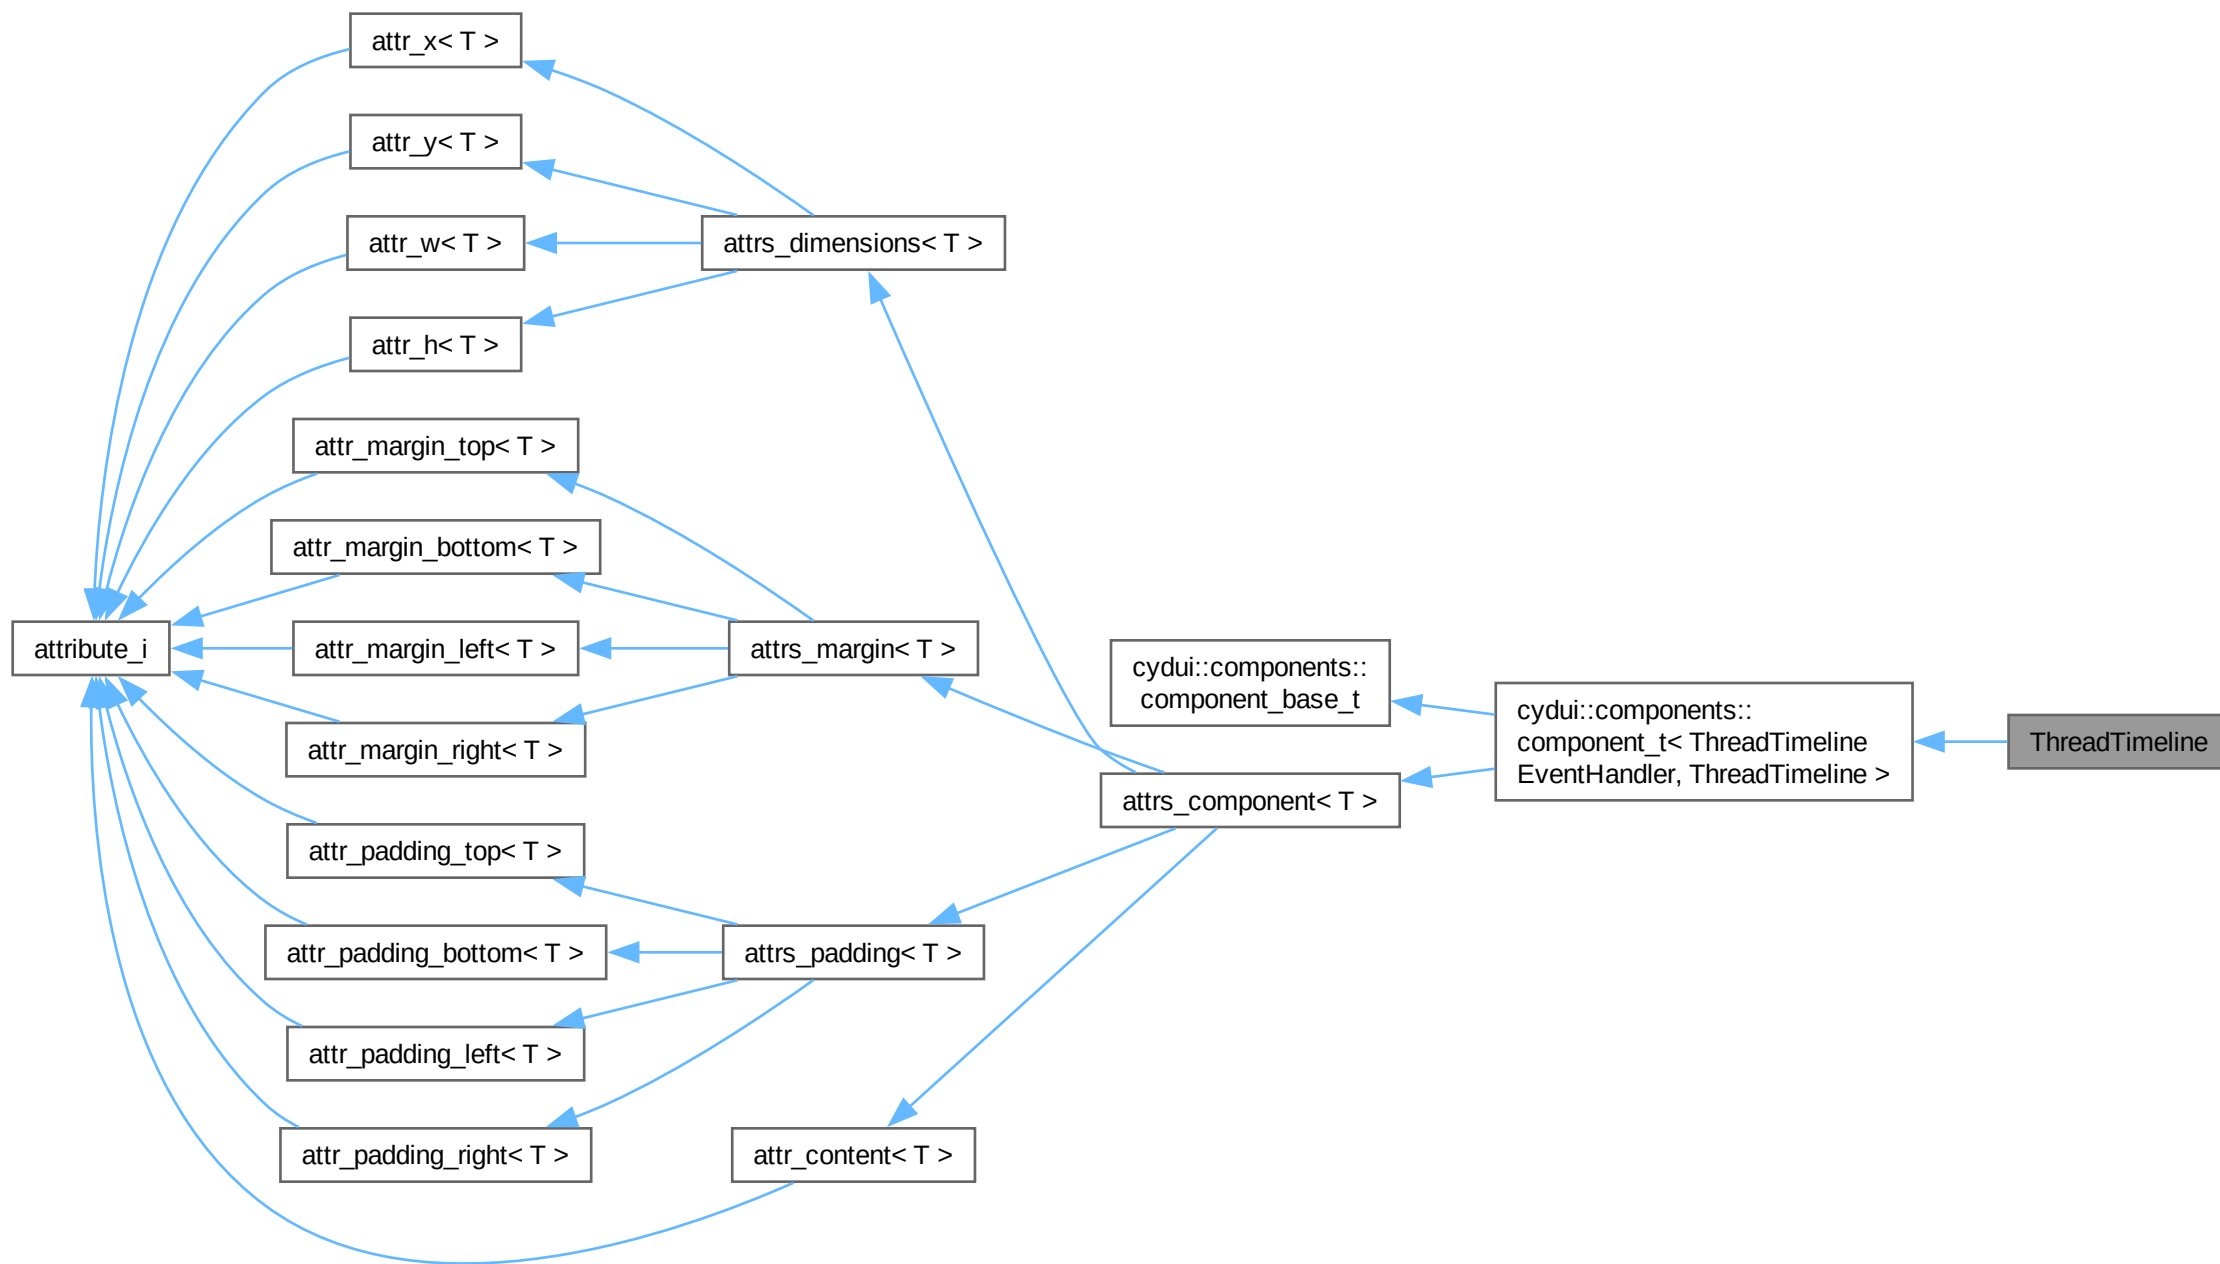 attr_x< T >
attr_y< T >
attr_w< T >
attrs_dimensions< T >
attr_h< T >
attr_margin_top< T >
attr_margin_bottom< T >
attribute_i
attr_margin_left< T >
attrs_margin< T >
cydui::components::
component_base_t
attr_margin_right< T >
cydui::components::
component_t< ThreadTimeline
EventHandler, ThreadTimeline >
ThreadTimeline
attrs_component< T >
attr_padding_top< T >
attr_padding_bottom< T >
attrs_padding< T >
attr_padding_left< T >
attr_padding_right< T >
attr_content< T >